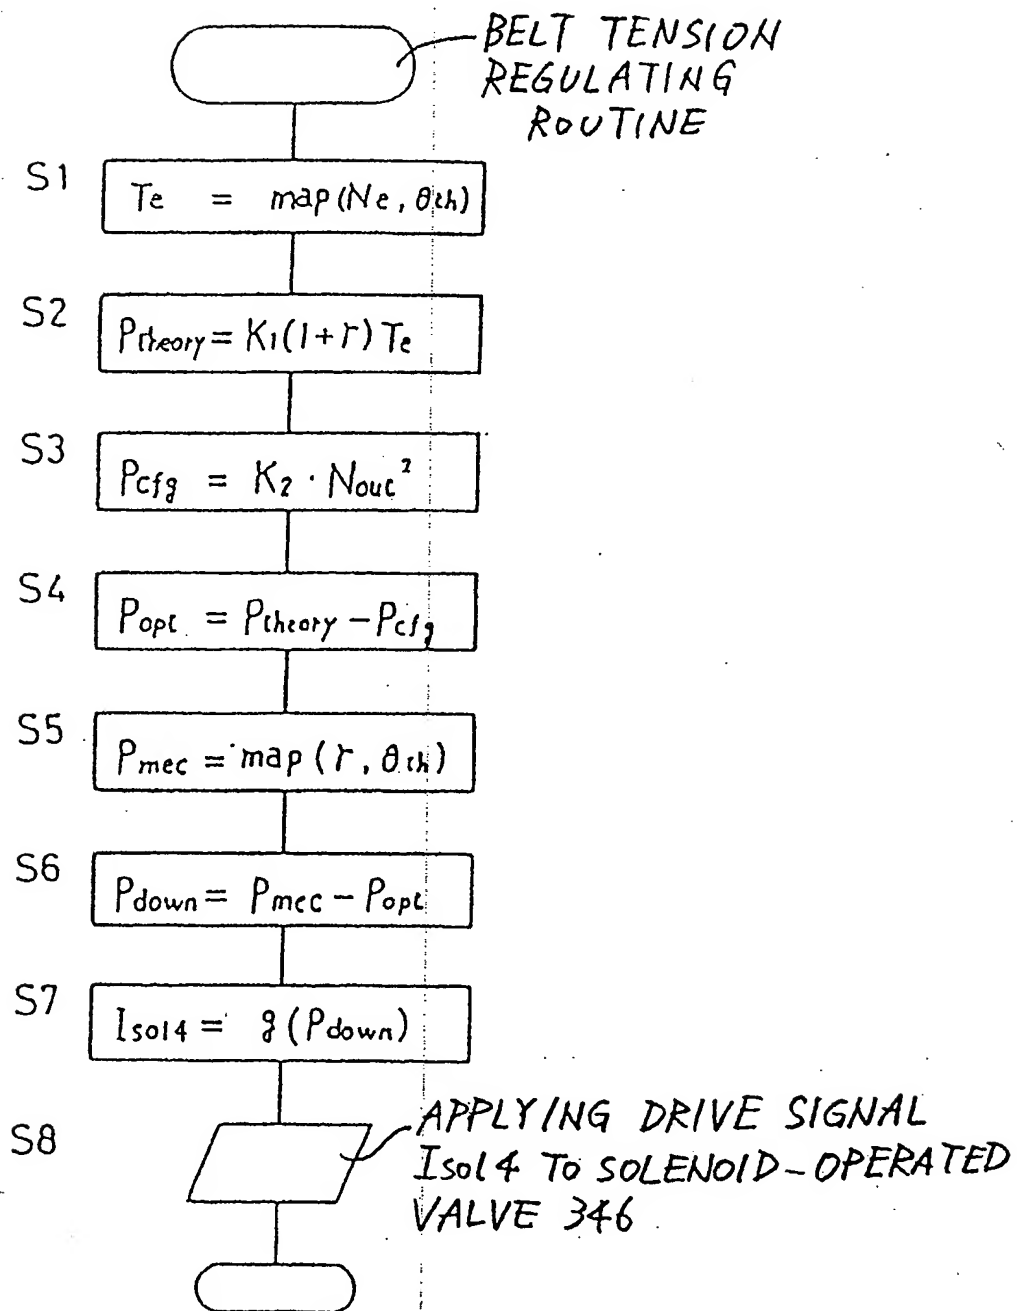 BELT TENSION
REGULATING
ROUTINE
S1
Te = map(Ne, θth)
S2
Ptheory = K1(1+r) Te
S3
Pcfg = K2 · Nout²
S4
Popt = Ptheory − Pcfg
S5
Pmec = map (r, θth)
S6
Pdown = Pmec − Popt
S7
Isol4 = g (Pdown)
S8
APPLYING DRIVE SIGNAL
Isol4 TO SOLENOID-OPERATED
VALVE 346